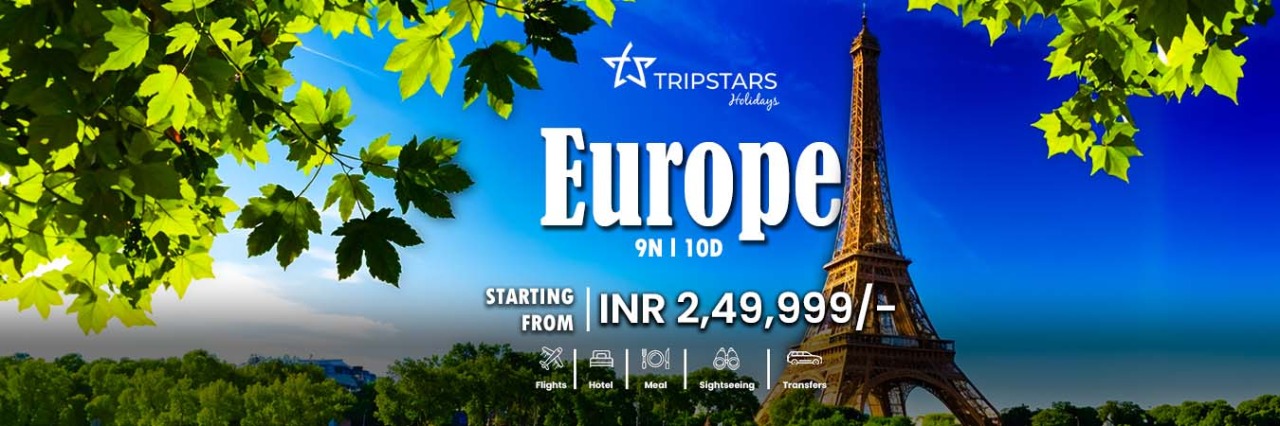 TRIPSTARS
Holidays
Europe
9N | 10D
STARTING
FROM
INR 2,49,999/-
Flights | Hotel | Meal | Sightseeing | Transfers